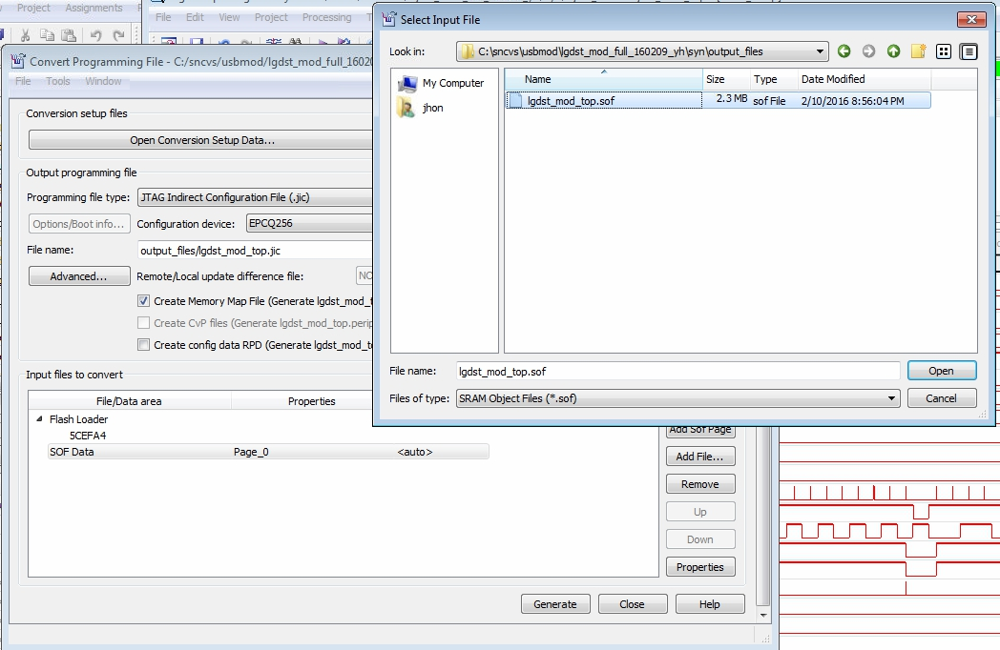 Project Assignments
File Edit View Project Processing
Convert Programming File - C:/sncvs/usbmod/lgdst_mod_full_1602
File Tools Window
Conversion setup files
Open Conversion Setup Data...
Output programming file
Programming file type: JTAG Indirect Configuration File (.jic)
Options/Boot info... Configuration device: EPCQ256
File name: output_files/lgdst_mod_top.jic
Advanced... Remote/Local update difference file: NO
Create Memory Map File (Generate lgdst_mod_t
Create CvP files (Generate lgdst_mod_top.perip
Create config data RPD (Generate lgdst_mod_to
Input files to convert
File/Data area Properties
Flash Loader
5CEFA4
SOF Data Page_0 <auto>
Add Sof Page
Add File...
Remove
Up
Down
Properties
Generate Close Help
Select Input File
Look in: C:\sncvs\usbmod\lgdst_mod_full_160209_yh\syn\output_files
My Computer
jhon
Name Size Type Date Modified
lgdst_mod_top.sof 2.3 MB sof File 2/10/2016 8:56:04 PM
File name: lgdst_mod_top.sof Open
Files of type: SRAM Object Files (*.sof) Cancel